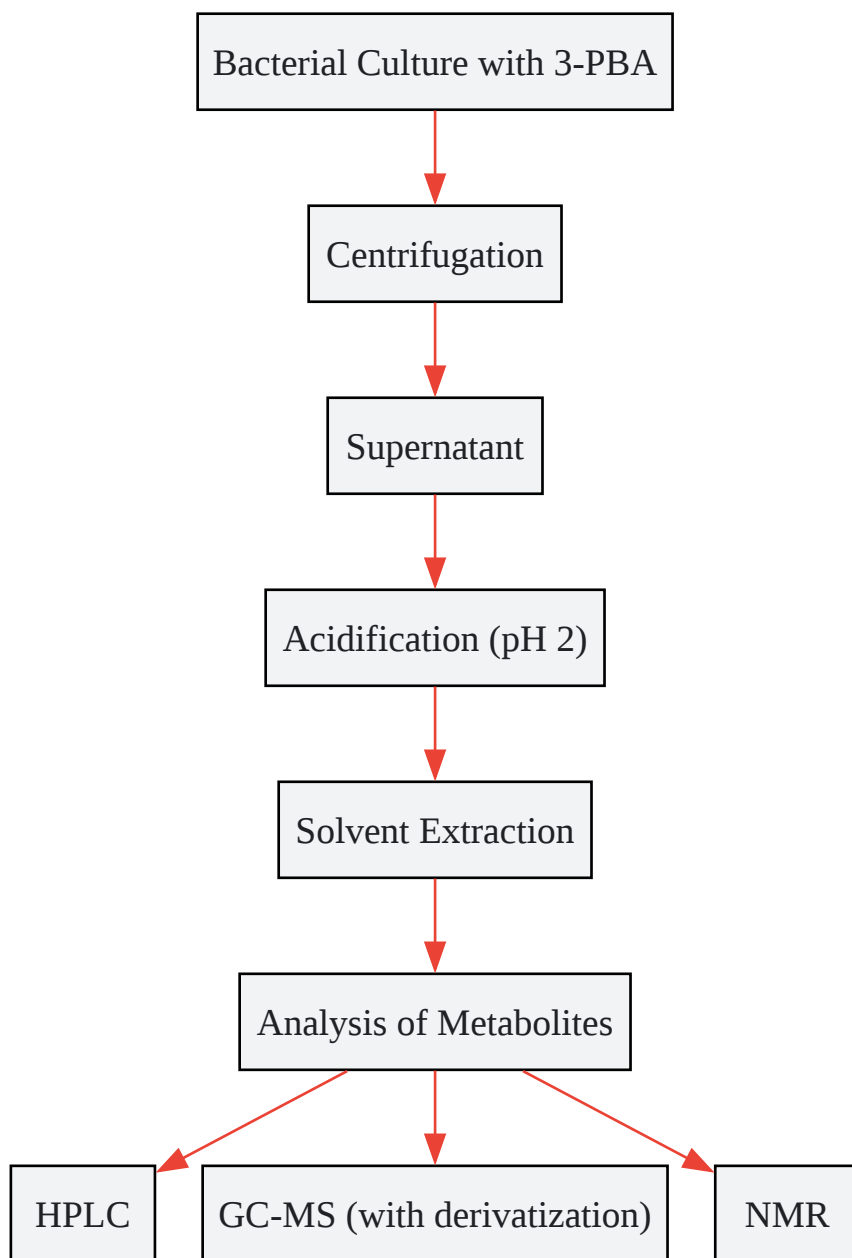 Bacterial Culture with 3-PBA
Centrifugation
Supernatant
Acidification (pH 2)
Solvent Extraction
Analysis of Metabolites
HPLC
GC-MS (with derivatization)
NMR